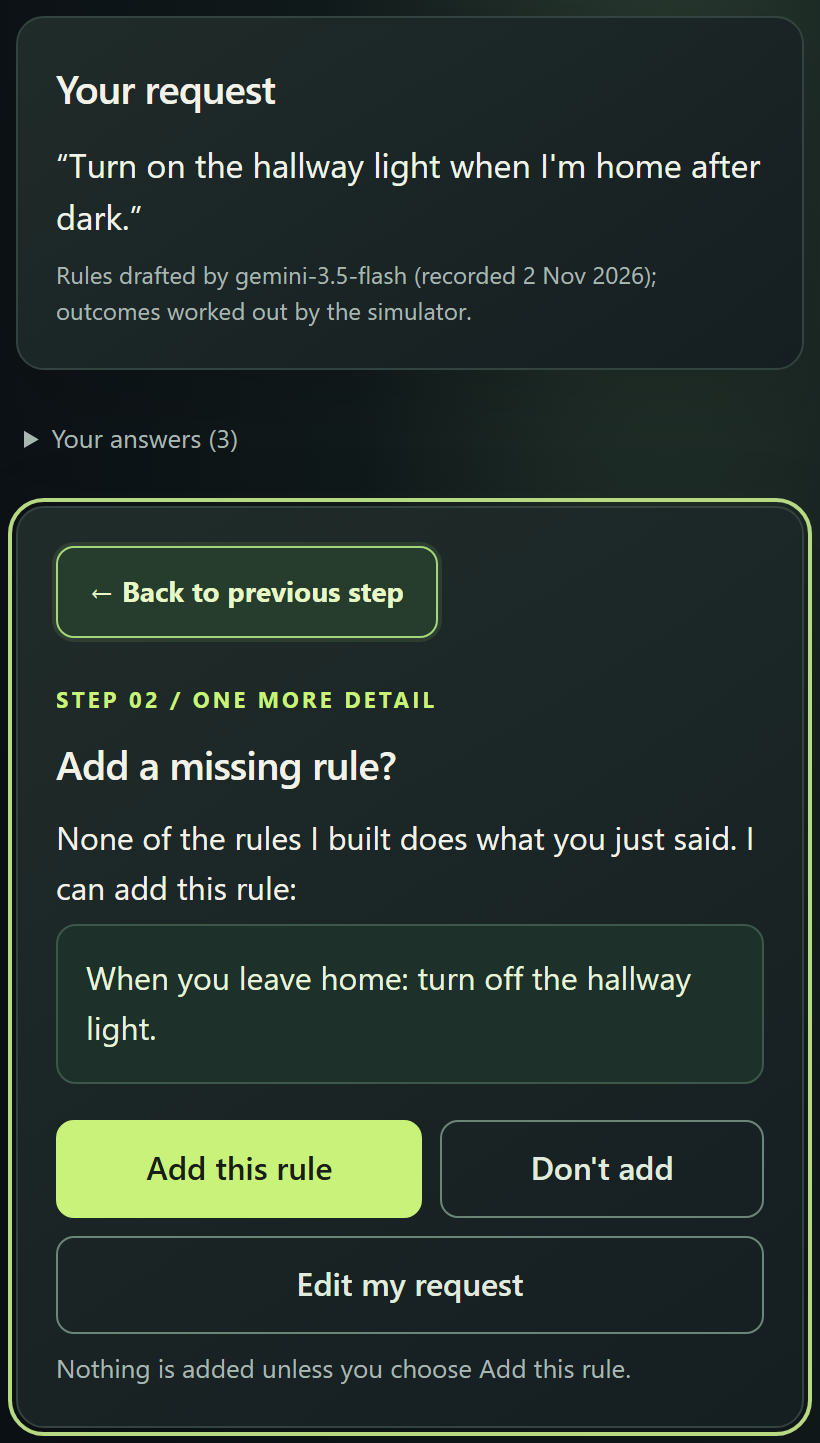 Your request
“Turn on the hallway light when I'm home after
dark.”
Rules drafted by gemini-3.5-flash (recorded 2 Nov 2026);
outcomes worked out by the simulator.
▶ Your answers (3)
← Back to previous step
STEP 02 / ONE MORE DETAIL
Add a missing rule?
None of the rules I built does what you just said. I
can add this rule:
When you leave home: turn off the hallway
light.
Add this rule
Don't add
Edit my request
Nothing is added unless you choose Add this rule.